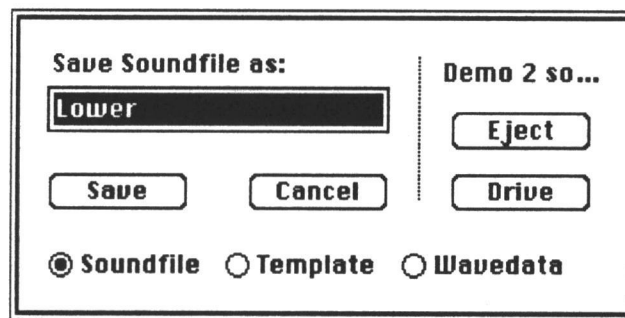 Save Soundfile as:
Lower
Save
Cancel
Demo 2 so...
Eject
Drive
Soundfile
Template
Wavedata